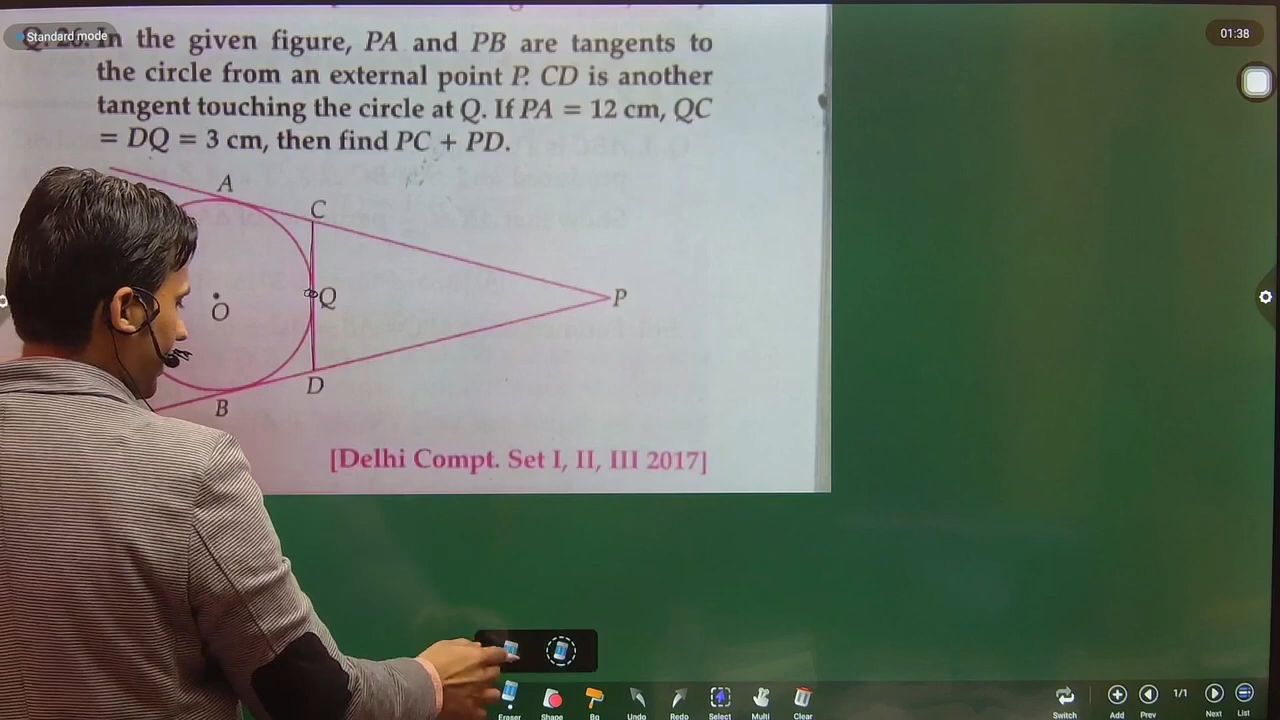 Standard mode
01:38
Q. 26. In the given figure, PA and PB are tangents to
the circle from an external point P. CD is another
tangent touching the circle at Q. If PA = 12 cm, QC
= DQ = 3 cm, then find PC + PD.
A
C
O
Q
P
D
B
[Delhi Compt. Set I, II, III 2017]
Eraser Shape Bg Undo Redo Select Multi Clear Switch Add Prev 1/1 Next List